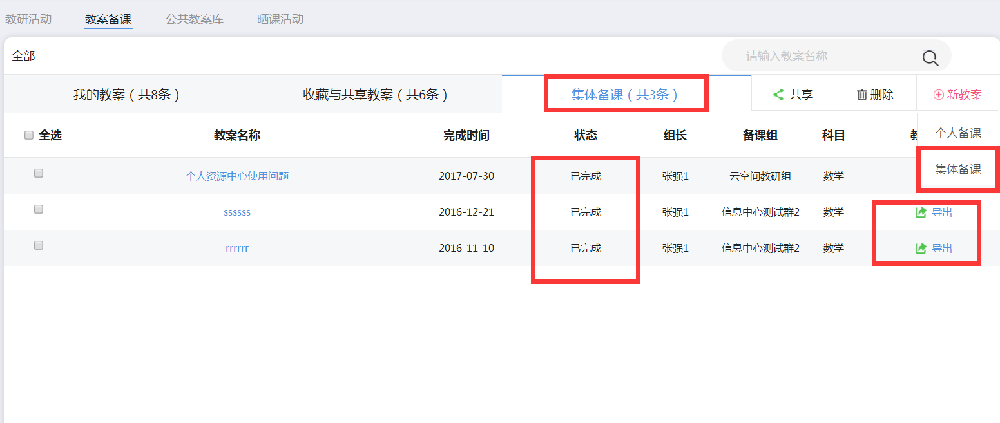 教研活动 教案备课 公共教案库 晒课活动
全部 请输入教案名称
我的教案（共8条） 收藏与共享教案（共6条） 集体备课（共3条） 共享 删除 新教案
全选 教案名称 完成时间 状态 组长 备课组 科目 个人备课
集体备课
个人资源中心使用问题 2017-07-30 已完成 张强1 云空间教研组 数学
ssssss 2016-12-21 已完成 张强1 信息中心测试群2 数学 导出
rrrrrr 2016-11-10 已完成 张强1 信息中心测试群2 数学 导出